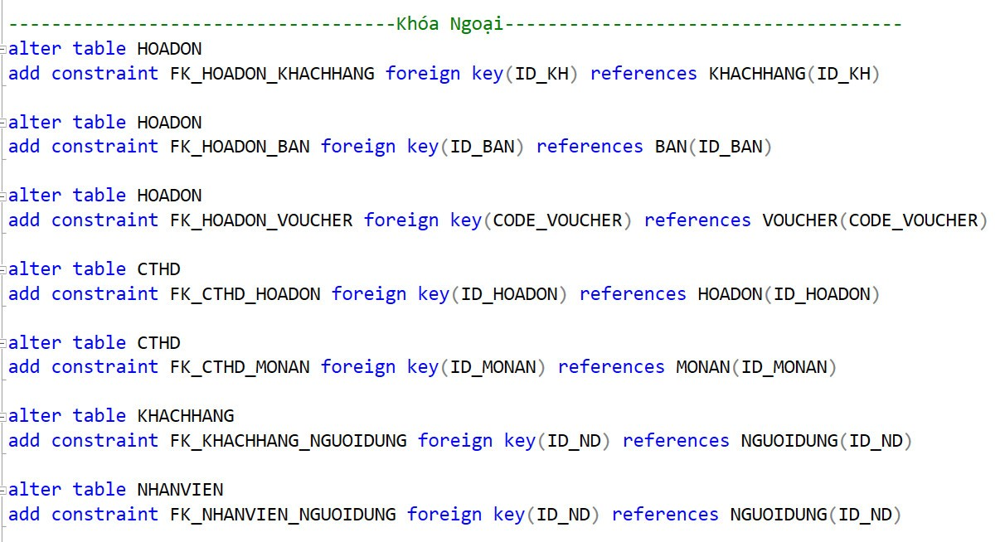 ------------------------------------Khóa Ngoại-------------------------------------
alter table HOADON
add constraint FK_HOADON_KHACHHANG foreign key(ID_KH) references KHACHHANG(ID_KH)
alter table HOADON
add constraint FK_HOADON_BAN foreign key(ID_BAN) references BAN(ID_BAN)
alter table HOADON
add constraint FK_HOADON_VOUCHER foreign key(CODE_VOUCHER) references VOUCHER(CODE_VOUCHER)
alter table CTHD
add constraint FK_CTHD_HOADON foreign key(ID_HOADON) references HOADON(ID_HOADON)
alter table CTHD
add constraint FK_CTHD_MONAN foreign key(ID_MONAN) references MONAN(ID_MONAN)
alter table KHACHHANG
add constraint FK_KHACHHANG_NGUOIDUNG foreign key(ID_ND) references NGUOIDUNG(ID_ND)
alter table NHANVIEN
add constraint FK_NHANVIEN_NGUOIDUNG foreign key(ID_ND) references NGUOIDUNG(ID_ND)